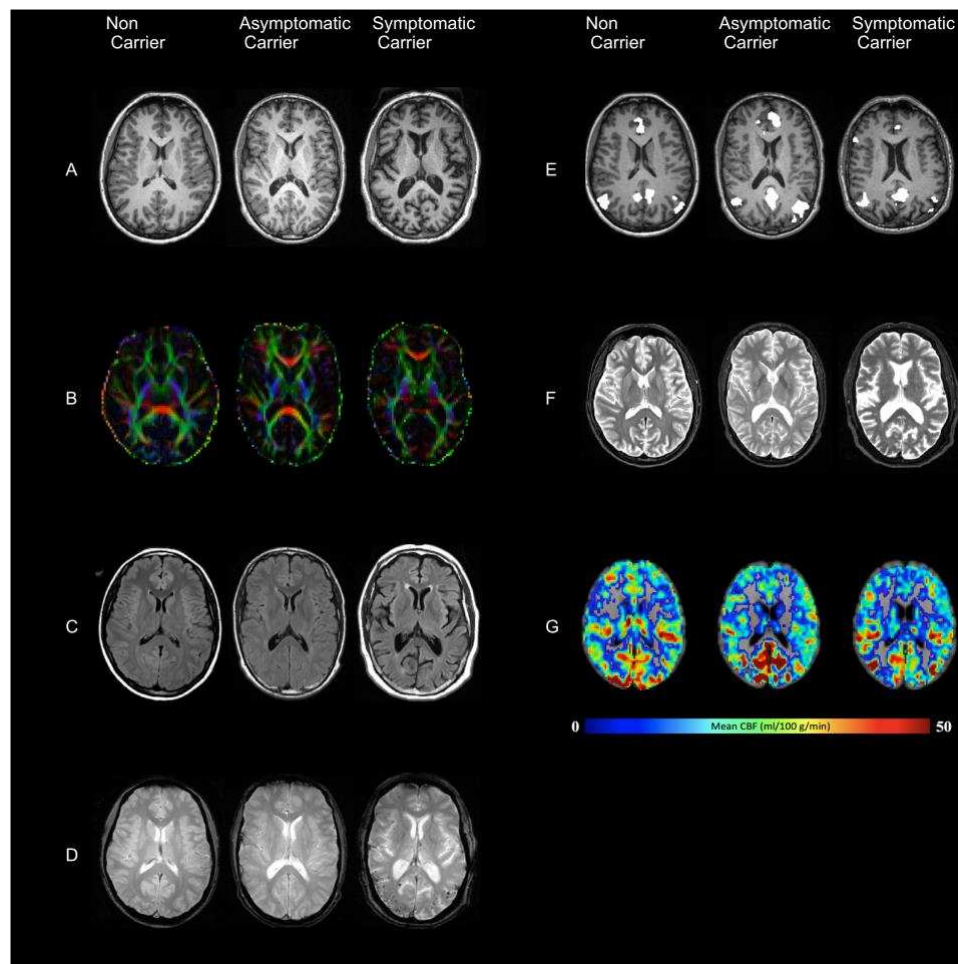 Non Carrier
Asymptomatic Carrier
Symptomatic Carrier
Non Carrier
Asymptomatic Carrier
Symptomatic Carrier
A
E
B
F
C
G
0
Mean CBF (ml/100 g/min)
50
D